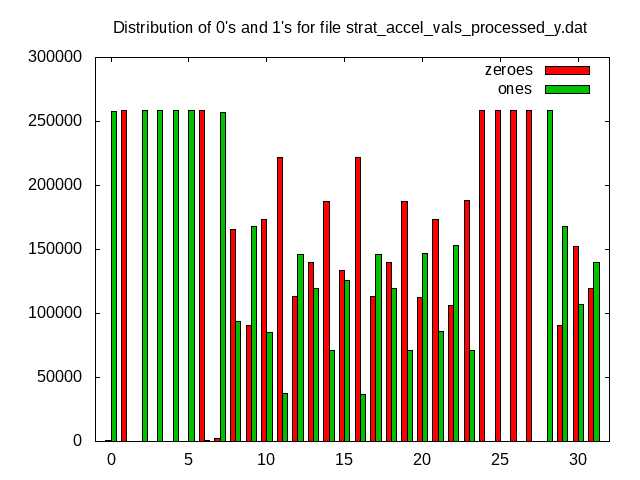 Distribution of 0's and 1's for file strat_accel_vals_processed_y.dat
300000
zeroes
ones
250000
200000
150000
100000
50000
0
0 5 10 15 20 25 30